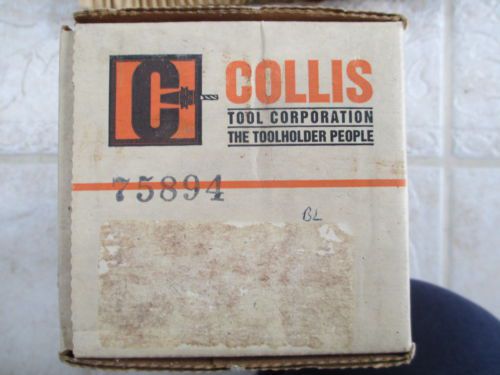 C
COLLIS
TOOL CORPORATION
THE TOOLHOLDER PEOPLE
75894
BL